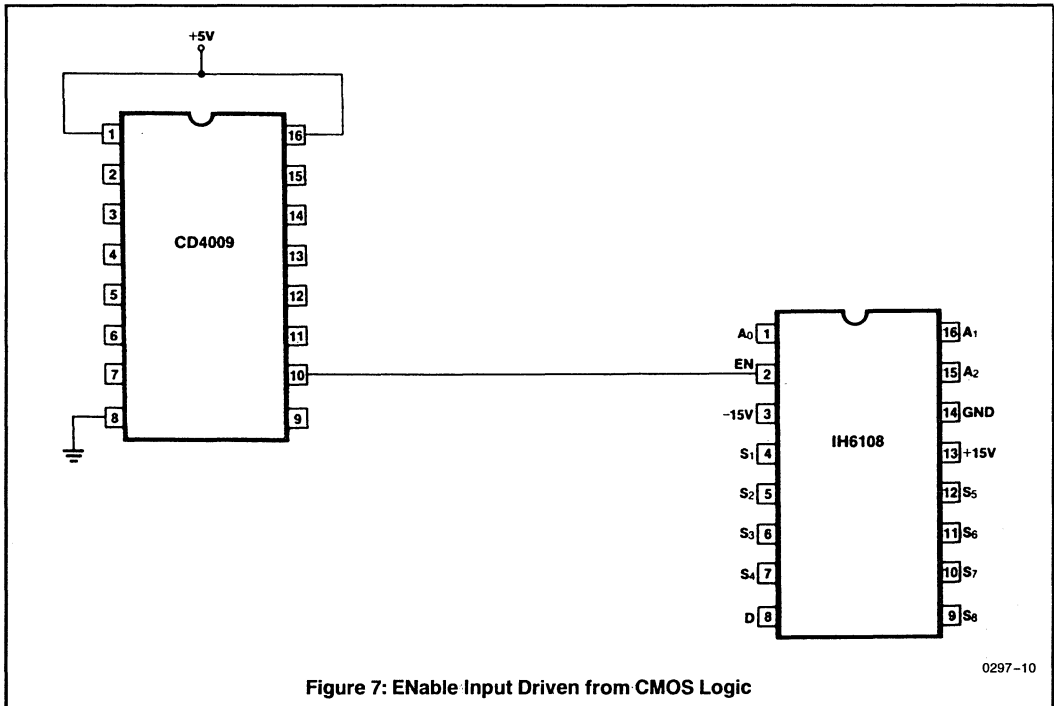 +5V
1 16
2 15
3 14
CD4009
4 13
5 12
6 11
7 10
8 9
A0 1 16 A1
EN 2 15 A2
-15V 3 14 GND
IH6108
S1 4 13 +15V
S2 5 12 S5
S3 6 11 S6
S4 7 10 S7
D 8 9 S8
0297-10
Figure 7: ENable Input Driven from CMOS Logic